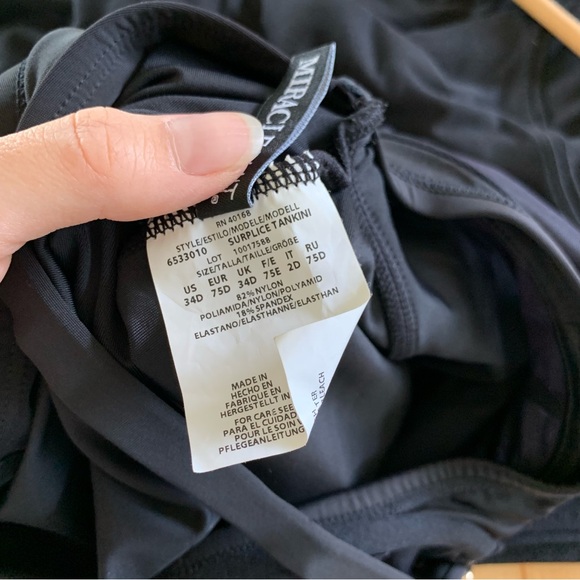 MIRACL
RN 40168
STYLE/ESTILO/MODELE/MODELL
6533010 SURPLICE TANKINI
LOT 10017588
SIZE/TALLA/TAILLE/GRÖßE
US EUR UK F/E IT RU
34D 75D 34D 75E 2D 75D
82% NYLON
POLIAMIDA/NYLON/POLYAMID
18% SPANDEX
ELASTANO/ELASTHANNE/ELASTHAN
MADE IN
HECHO EN
FABRIQUE EN
HERGESTELLT IN
FOR CARE SEE
PARA EL CUIDADO
POUR LE SOIN
PFLEGEANLEITUNG